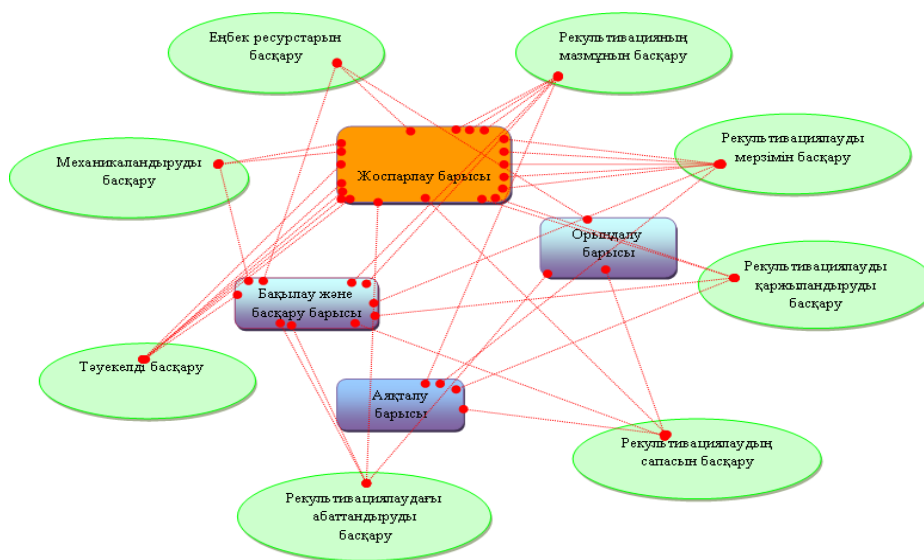 Еңбек ресурстарын
басқару
Рекультивацияның
мазмұнын басқару
Механикаландыруды
басқару
Жоспарлау барысы
Рекультивациялауды
мерзімін басқару
Орындалу
барысы
Рекультивациялауды
қаржыландыруды
басқару
Бақылау және
басқару барысы
Тәуекелді басқару
Аяқталу
барысы
Рекультивациялаудың
сапасын басқару
Рекультивациялаудағы
абаттандыруды
басқару